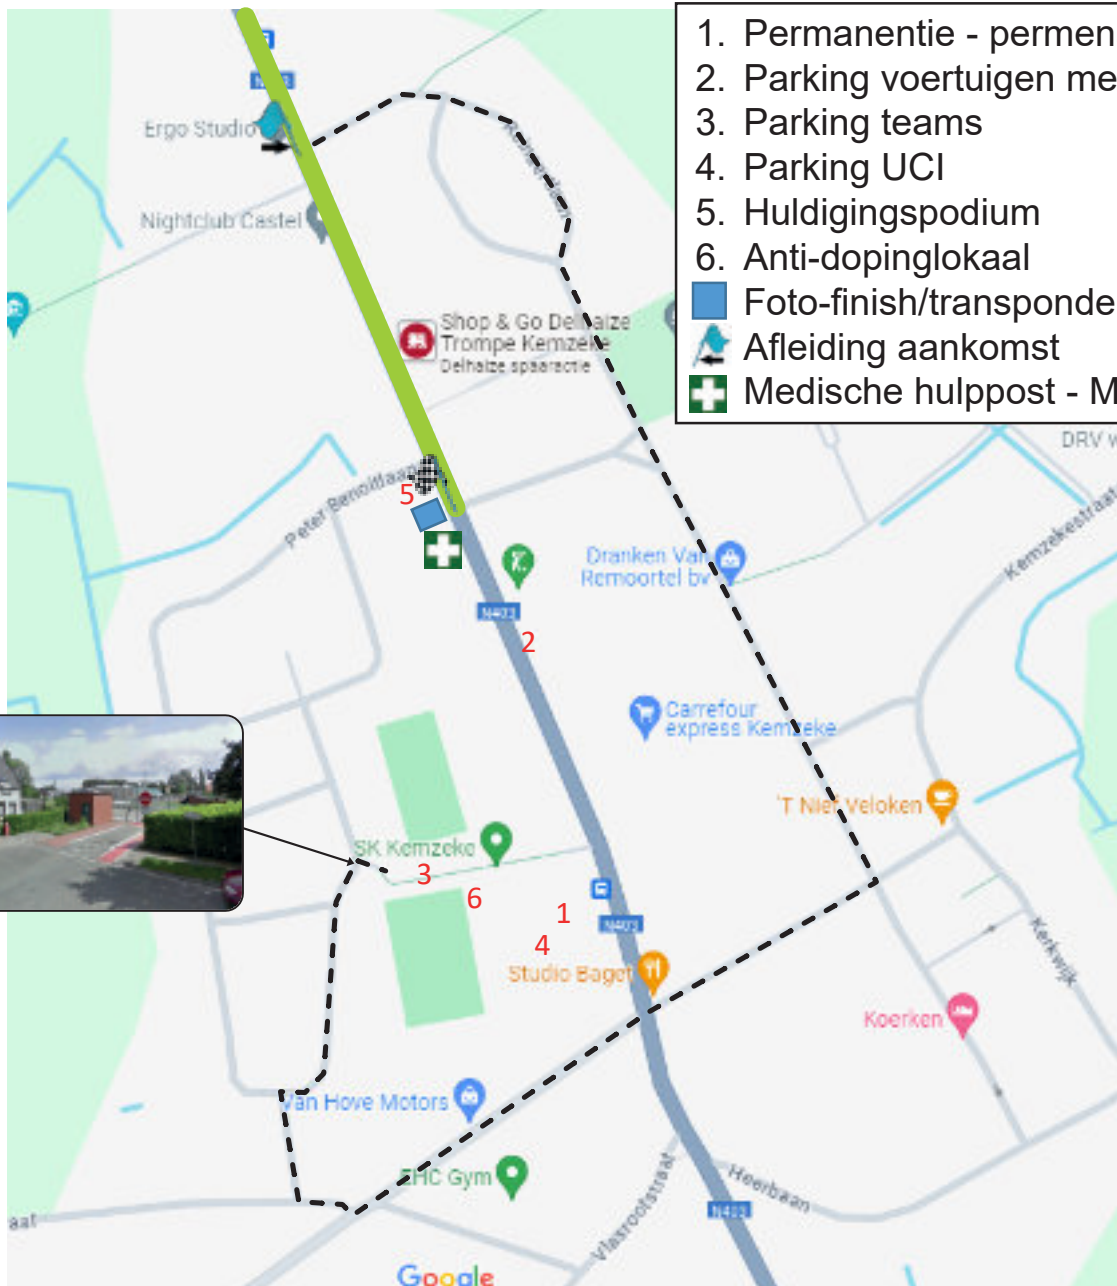 1. Permanentie - permen
2. Parking voertuigen me
3. Parking teams
4. Parking UCI
5. Huldigingspodium
6. Anti-dopinglokaal
Foto-finish/transponde
Afleiding aankomst
Medische hulppost - M
Ergo Studio
Nightclub Castel
Shop & Go Delhaize
Trompe Kemzeke
Delhaize spaaractie
DRV
Peter Benoitlaan
5
Kemzekestraat
Dranken Van
Remoortel bv
N403
2
Carrefour
express Kemzeke
'T Nief Veloken
SK Kemzeke
3
6
1
N403
4
Studio Baget
Kerkwijk
Koerken
Van Hove Motors
EHC Gym
Heerbaan
Vlasrootstraat
N403
aat
Google